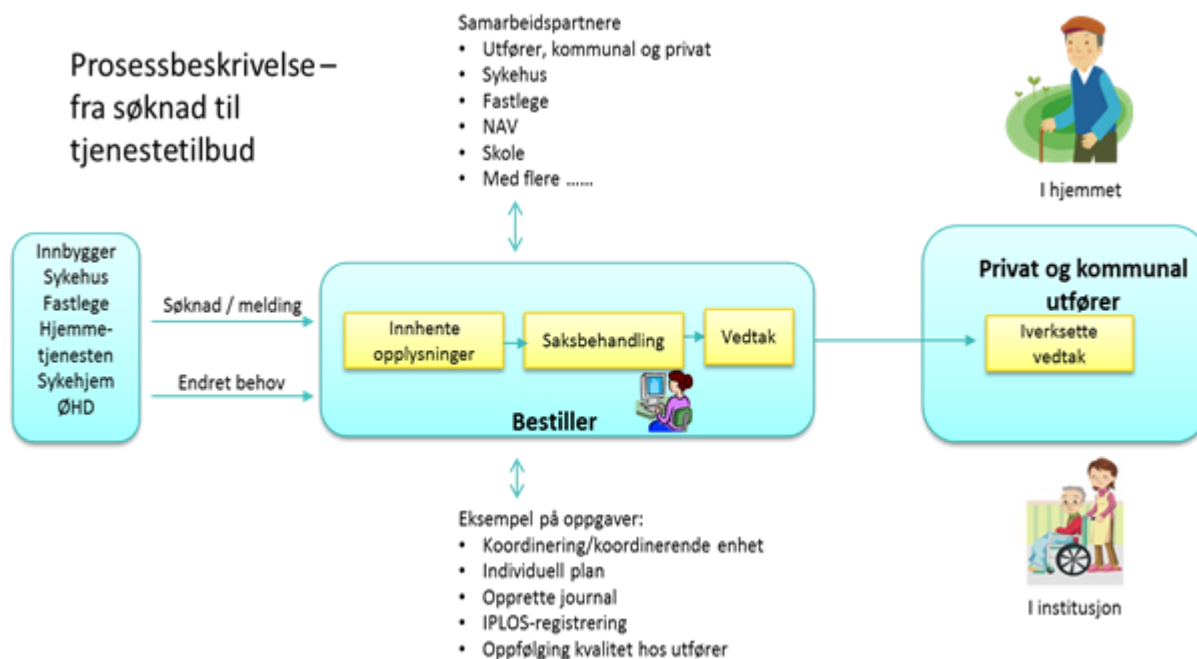 Prosessbeskrivelse –
fra søknad til
tjenestetilbud
Samarbeidspartnere
• Utfører, kommunal og privat
• Sykehus
• Fastlege
• NAV
• Skole
• Med flere ......
I hjemmet
Innbygger
Sykehus
Fastlege
Hjemme-
tjenesten
Sykehjem
ØHD
Søknad / melding
Endret behov
Innhente
opplysninger
Saksbehandling
Vedtak
Bestiller
Privat og kommunal
utfører
Iverksette
vedtak
Eksempel på oppgaver:
• Koordinering/koordinerende enhet
• Individuell plan
• Opprette journal
• IPLOS-registrering
• Oppfølging kvalitet hos utfører
I institusjon